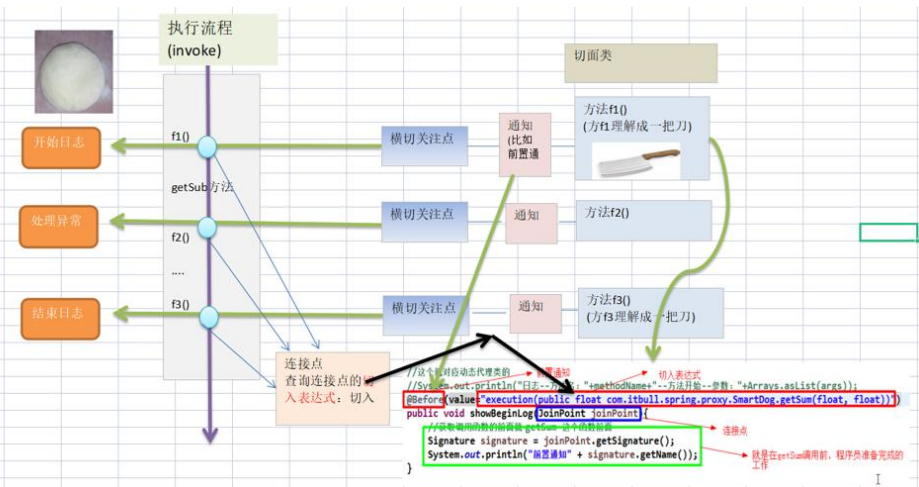 执行流程
(invoke)
切面类
开始日志
f1()
横切关注点
通知
(比如
前置通
方法f1()
(方f1理解成一把刀)
getSub方法
处理异常
f2()
横切关注点
通知
方法f2()
....
结束日志
f3()
横切关注点
通知
方法f3()
(方f3理解成一把刀)
连接点
查询连接点的切
入表达式：切入
//这个就对应动态代理类的
前置通知
切入表达式
//System.out.println("日志--方法名："+methodName+"--方法开始--参数："+Arrays.asList(args));
@Before(value="execution(public float com.itbull.spring.proxy.SmartDog.getSum(float, float))")
public void showBeginLog(JoinPoint joinPoint){
连接点
//获取调用函数的前面做 getSum 这个函数前面
Signature signature = joinPoint.getSignature();
System.out.println("前置通知" + signature.getName());
就是在getSum调用前，程序员准备完成的
工作
}